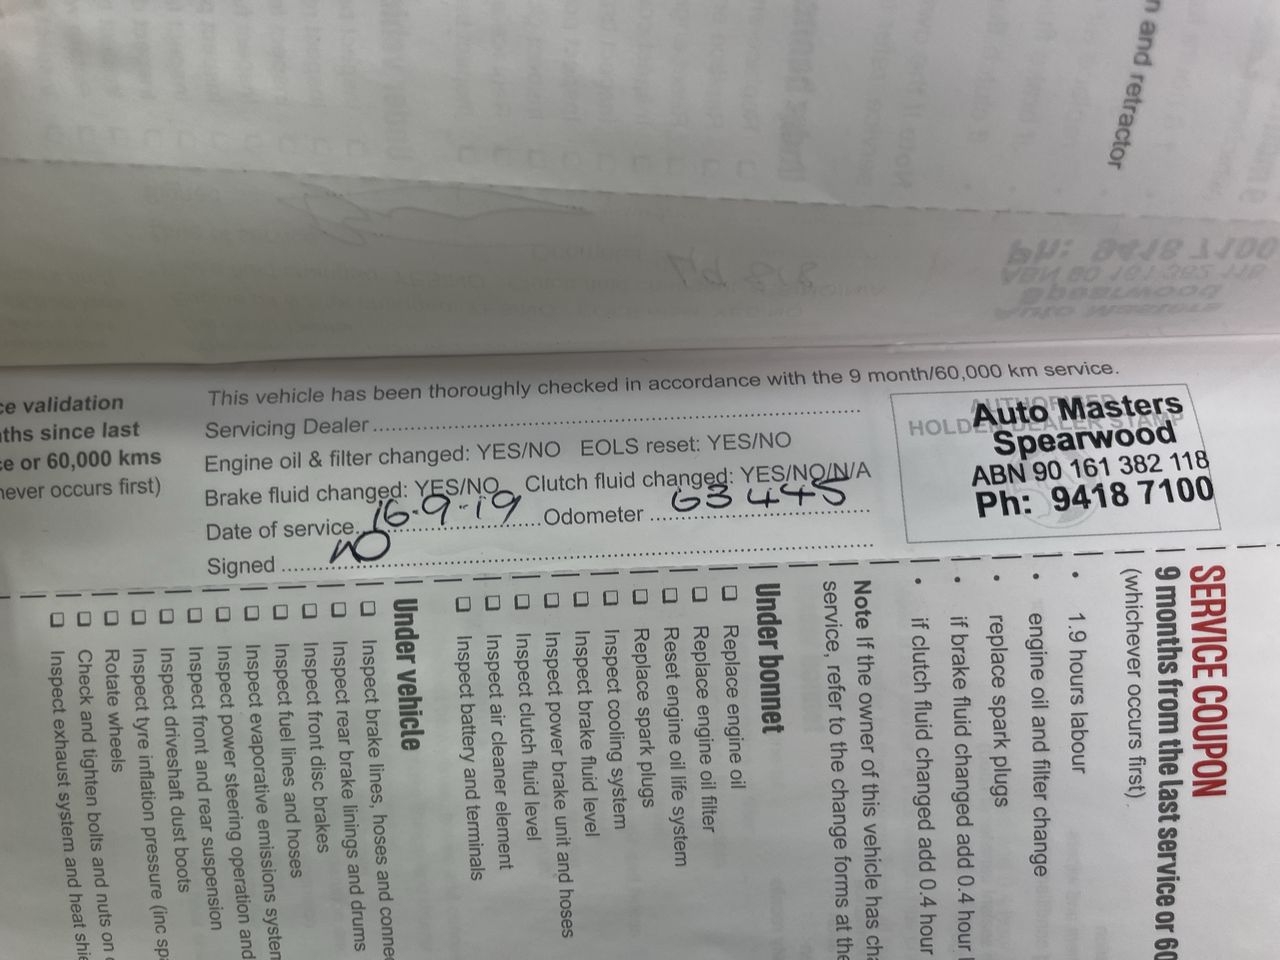 n and retractor
ce validation
ths since last
ce or 60,000 kms
never occurs first)
This vehicle has been thoroughly checked in accordance with the 9 month/60,000 km service.
Servicing Dealer
Engine oil & filter changed: YES/NO EOLS reset: YES/NO
Brake fluid changed: YES/NO Clutch fluid changed: YES/NO/N/A
Date of service 16-9-19 Odometer 63445
Signed
AUTHORISED
HOLDEN DEALER STAMP
Auto Masters
Spearwood
ABN 90 161 382 118
Ph: 9418 7100
SERVICE COUPON
9 months from the last service or 60
(whichever occurs first)
• 1.9 hours labour
• engine oil and filter change
• replace spark plugs
• if brake fluid changed add 0.4 hour
• if clutch fluid changed add 0.4 hour
Note If the owner of this vehicle has cha
service, refer to the change forms at the
Under bonnet
❑ Replace engine oil
❑ Replace engine oil filter
❑ Reset engine oil life system
❑ Replace spark plugs
❑ Inspect cooling system
❑ Inspect brake fluid level
❑ Inspect power brake unit and hoses
❑ Inspect clutch fluid level
❑ Inspect air cleaner element
❑ Inspect battery and terminals
Under vehicle
❑ Inspect brake lines, hoses and connec
❑ Inspect rear brake linings and drums
❑ Inspect front disc brakes
❑ Inspect fuel lines and hoses
❑ Inspect evaporative emissions system
❑ Inspect power steering operation and
❑ Inspect front and rear suspension
❑ Inspect driveshaft dust boots
❑ Inspect tyre inflation pressure (inc spa
❑ Rotate wheels
❑ Check and tighten bolts and nuts on c
❑ Inspect exhaust system and heat shie